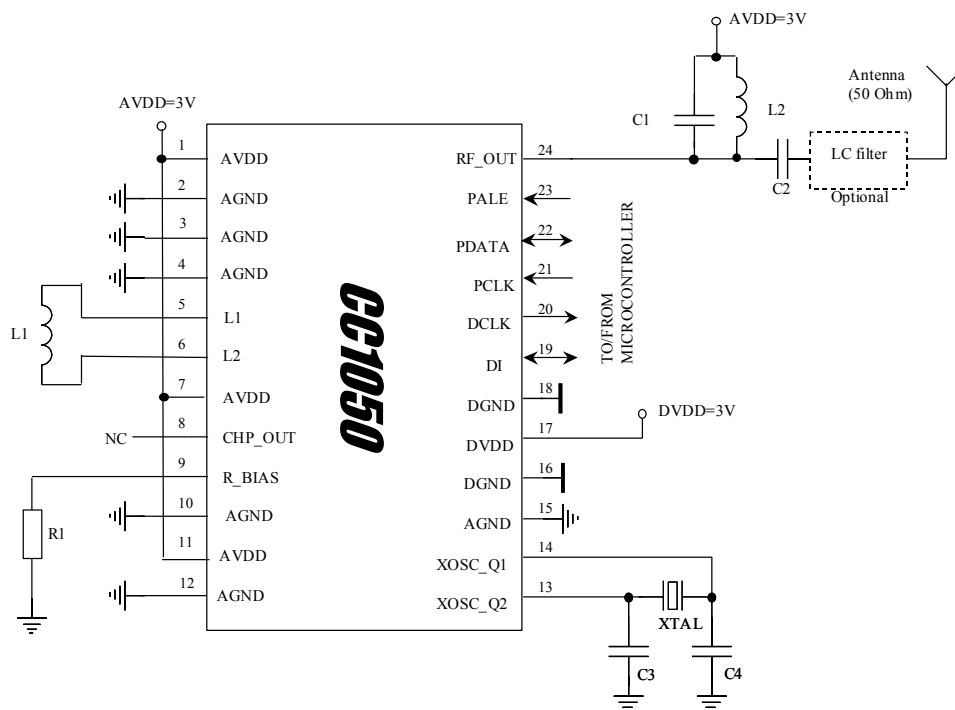 AVDD=3V
Antenna
(50 Ohm)
AVDD=3V
C1
L2
LC filter
Optional
C2
1
AVDD
2
AGND
3
AGND
4
AGND
5
L1
L1
6
L2
7
AVDD
NC
8
CHP_OUT
9
R_BIAS
R1
10
AGND
11
AVDD
12
AGND
CC1050
RF_OUT
24
PALE
23
PDATA
22
PCLK
21
DCLK
20
DI
19
DGND
18
DVDD
17
DGND
16
AGND
15
XOSC_Q1
14
XOSC_Q2
13
TO/FROM
MICROCONTROLLER
DVDD=3V
XTAL
C3
C4